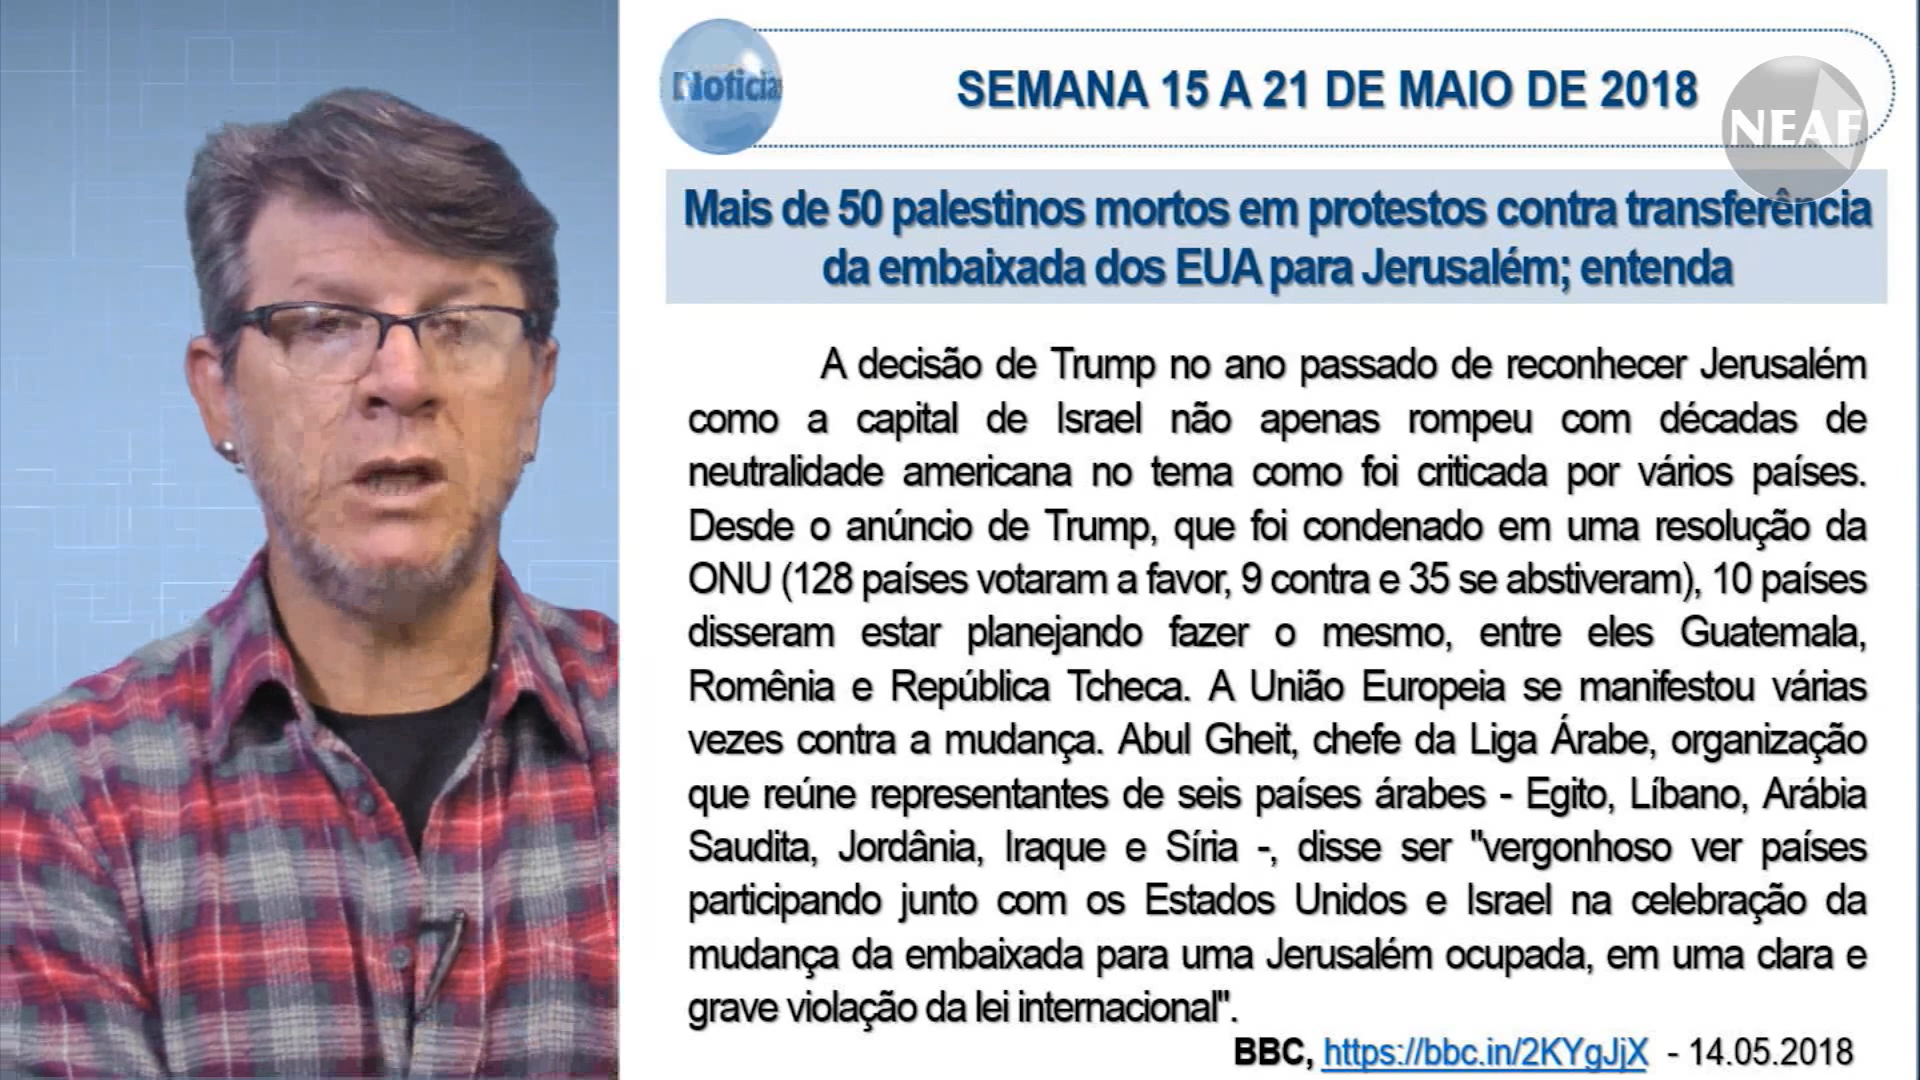 Noticias
SEMANA 15 A 21 DE MAIO DE 2018
NEAF
Mais de 50 palestinos mortos em protestos contra transferência
da embaixada dos EUA para Jerusalém; entenda
A decisão de Trump no ano passado de reconhecer Jerusalém
como a capital de Israel não apenas rompeu com décadas de
neutralidade americana no tema como foi criticada por vários países.
Desde o anúncio de Trump, que foi condenado em uma resolução da
ONU (128 países votaram a favor, 9 contra e 35 se abstiveram), 10 países
disseram estar planejando fazer o mesmo, entre eles Guatemala,
Romênia e República Tcheca. A União Europeia se manifestou várias
vezes contra a mudança. Abul Gheit, chefe da Liga Árabe, organização
que reúne representantes de seis países árabes - Egito, Líbano, Arábia
Saudita, Jordânia, Iraque e Síria -, disse ser "vergonhoso ver países
participando junto com os Estados Unidos e Israel na celebração da
mudança da embaixada para uma Jerusalém ocupada, em uma clara e
grave violação da lei internacional".
BBC, https://bbc.in/2KYgJjX - 14.05.2018